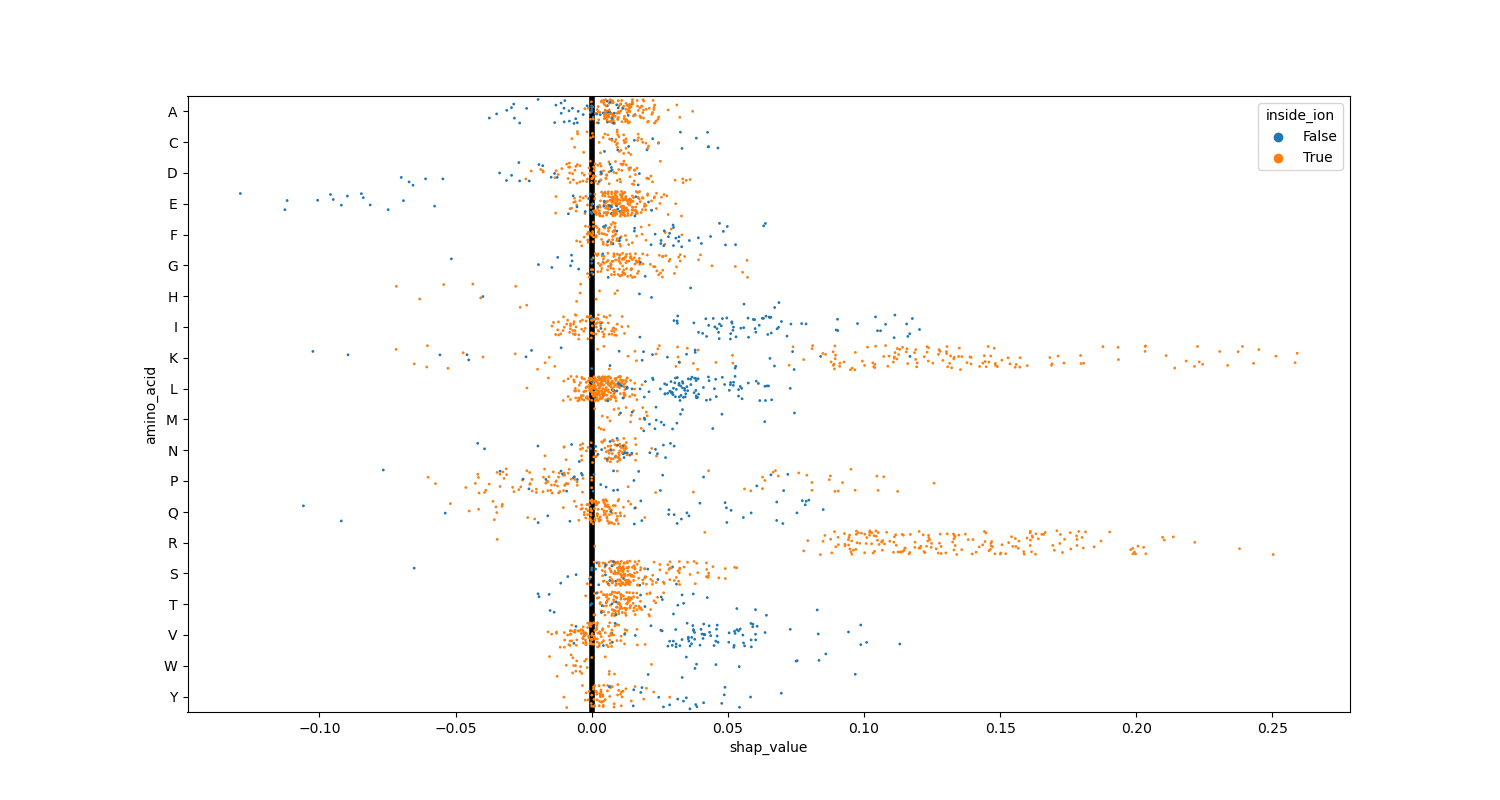 inside_ion
False
True
amino_acid
A
C
D
E
F
G
H
I
K
L
M
N
P
Q
R
S
T
V
W
Y
−0.10 −0.05 0.00 0.05 0.10 0.15 0.20 0.25
shap_value